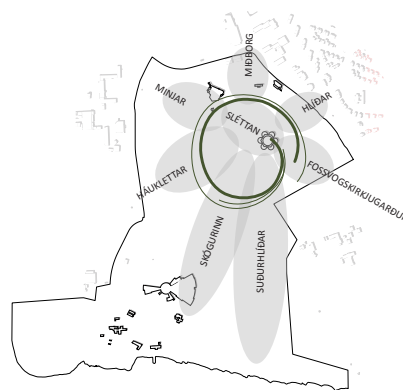 MIÐBORG
MINJAR
HLÍÐAR
SLÉTTAN
HÁUKLETTAR
FOSSVOGSKIRKJUGARÐUR
SKÓGURINN
SUÐURHLÍÐAR